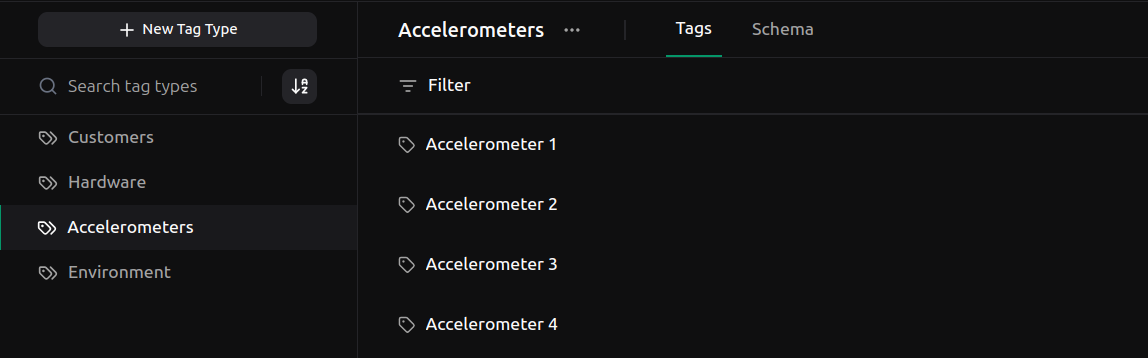 New Tag Type
Search tag types
Customers
Hardware
Accelerometers
Environment
Accelerometers
Tags
Schema
Filter
Accelerometer 1
Accelerometer 2
Accelerometer 3
Accelerometer 4